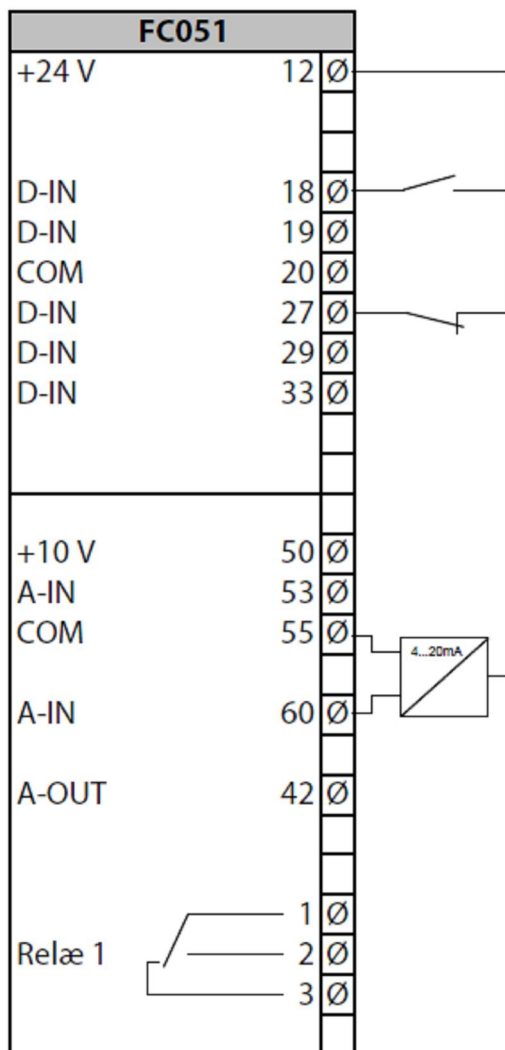 FC051
+24 V 12 Ø
D-IN 18 Ø
D-IN 19 Ø
COM 20 Ø
D-IN 27 Ø
D-IN 29 Ø
D-IN 33 Ø
+10 V 50 Ø
A-IN 53 Ø
COM 55 Ø
4...20mA
A-IN 60 Ø
A-OUT 42 Ø
1 Ø
Relæ 1 2 Ø
3 Ø